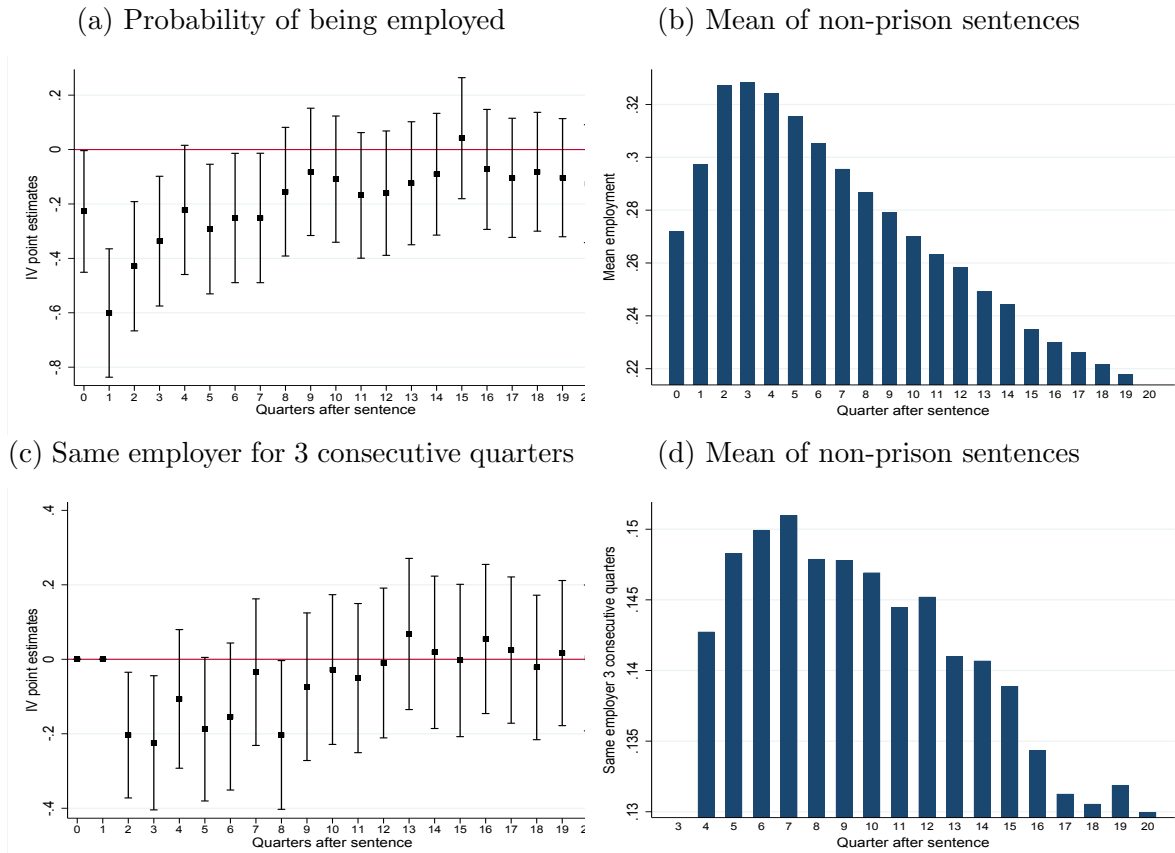 (a) Probability of being employed
(b) Mean of non-prison sentences
IV point estimates
.2
0
-.2
-.4
-.6
-.8
0 1 2 3 4 5 6 7 8 9 10 11 12 13 14 15 16 17 18 19 2
Quarters after sentence
Mean employment
.32
.3
.28
.26
.24
.22
0 1 2 3 4 5 6 7 8 9 10 11 12 13 14 15 16 17 18 19 20
Quarter after sentence
(c) Same employer for 3 consecutive quarters
(d) Mean of non-prison sentences
IV point estimates
.4
.2
0
-.2
-.4
0 1 2 3 4 5 6 7 8 9 10 11 12 13 14 15 16 17 18 19 2
Quarters after sentence
Same employer 3 consecutive quarters
.15
.145
.14
.135
.13
3 4 5 6 7 8 9 10 11 12 13 14 15 16 17 18 19 20
Quarter after sentence